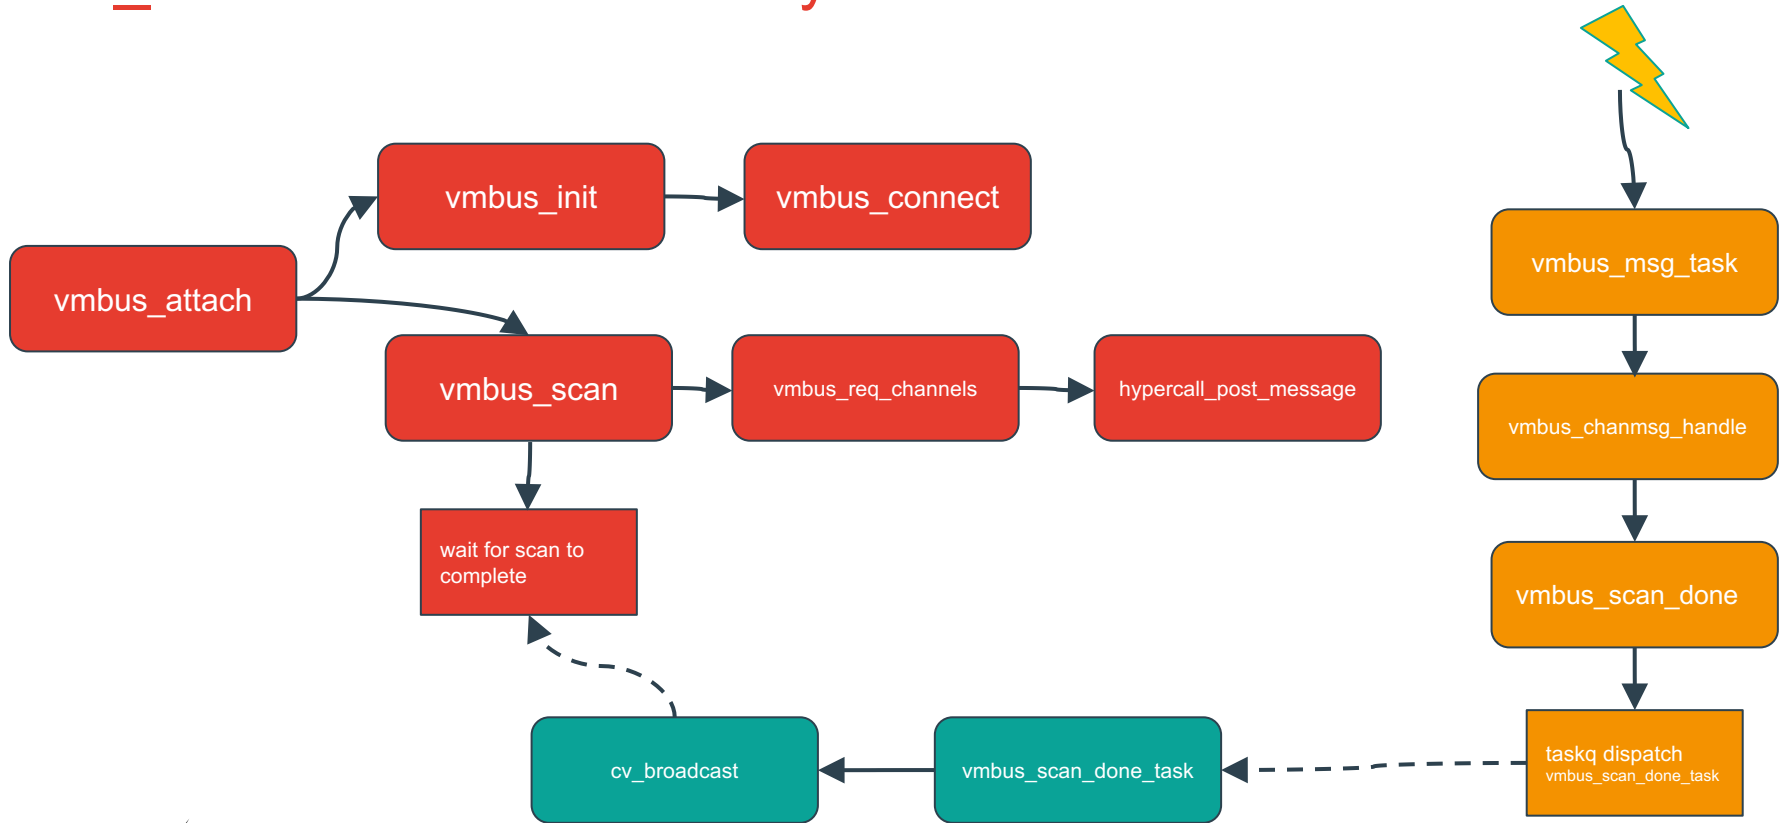 vmbus_init
vmbus_connect
vmbus_attach
vmbus_msg_task
vmbus_scan
vmbus_req_channels
hypercall_post_message
vmbus_chanmsg_handle
wait for scan to
complete
vmbus_scan_done
cv_broadcast
vmbus_scan_done_task
taskq dispatch
vmbus_scan_done_task